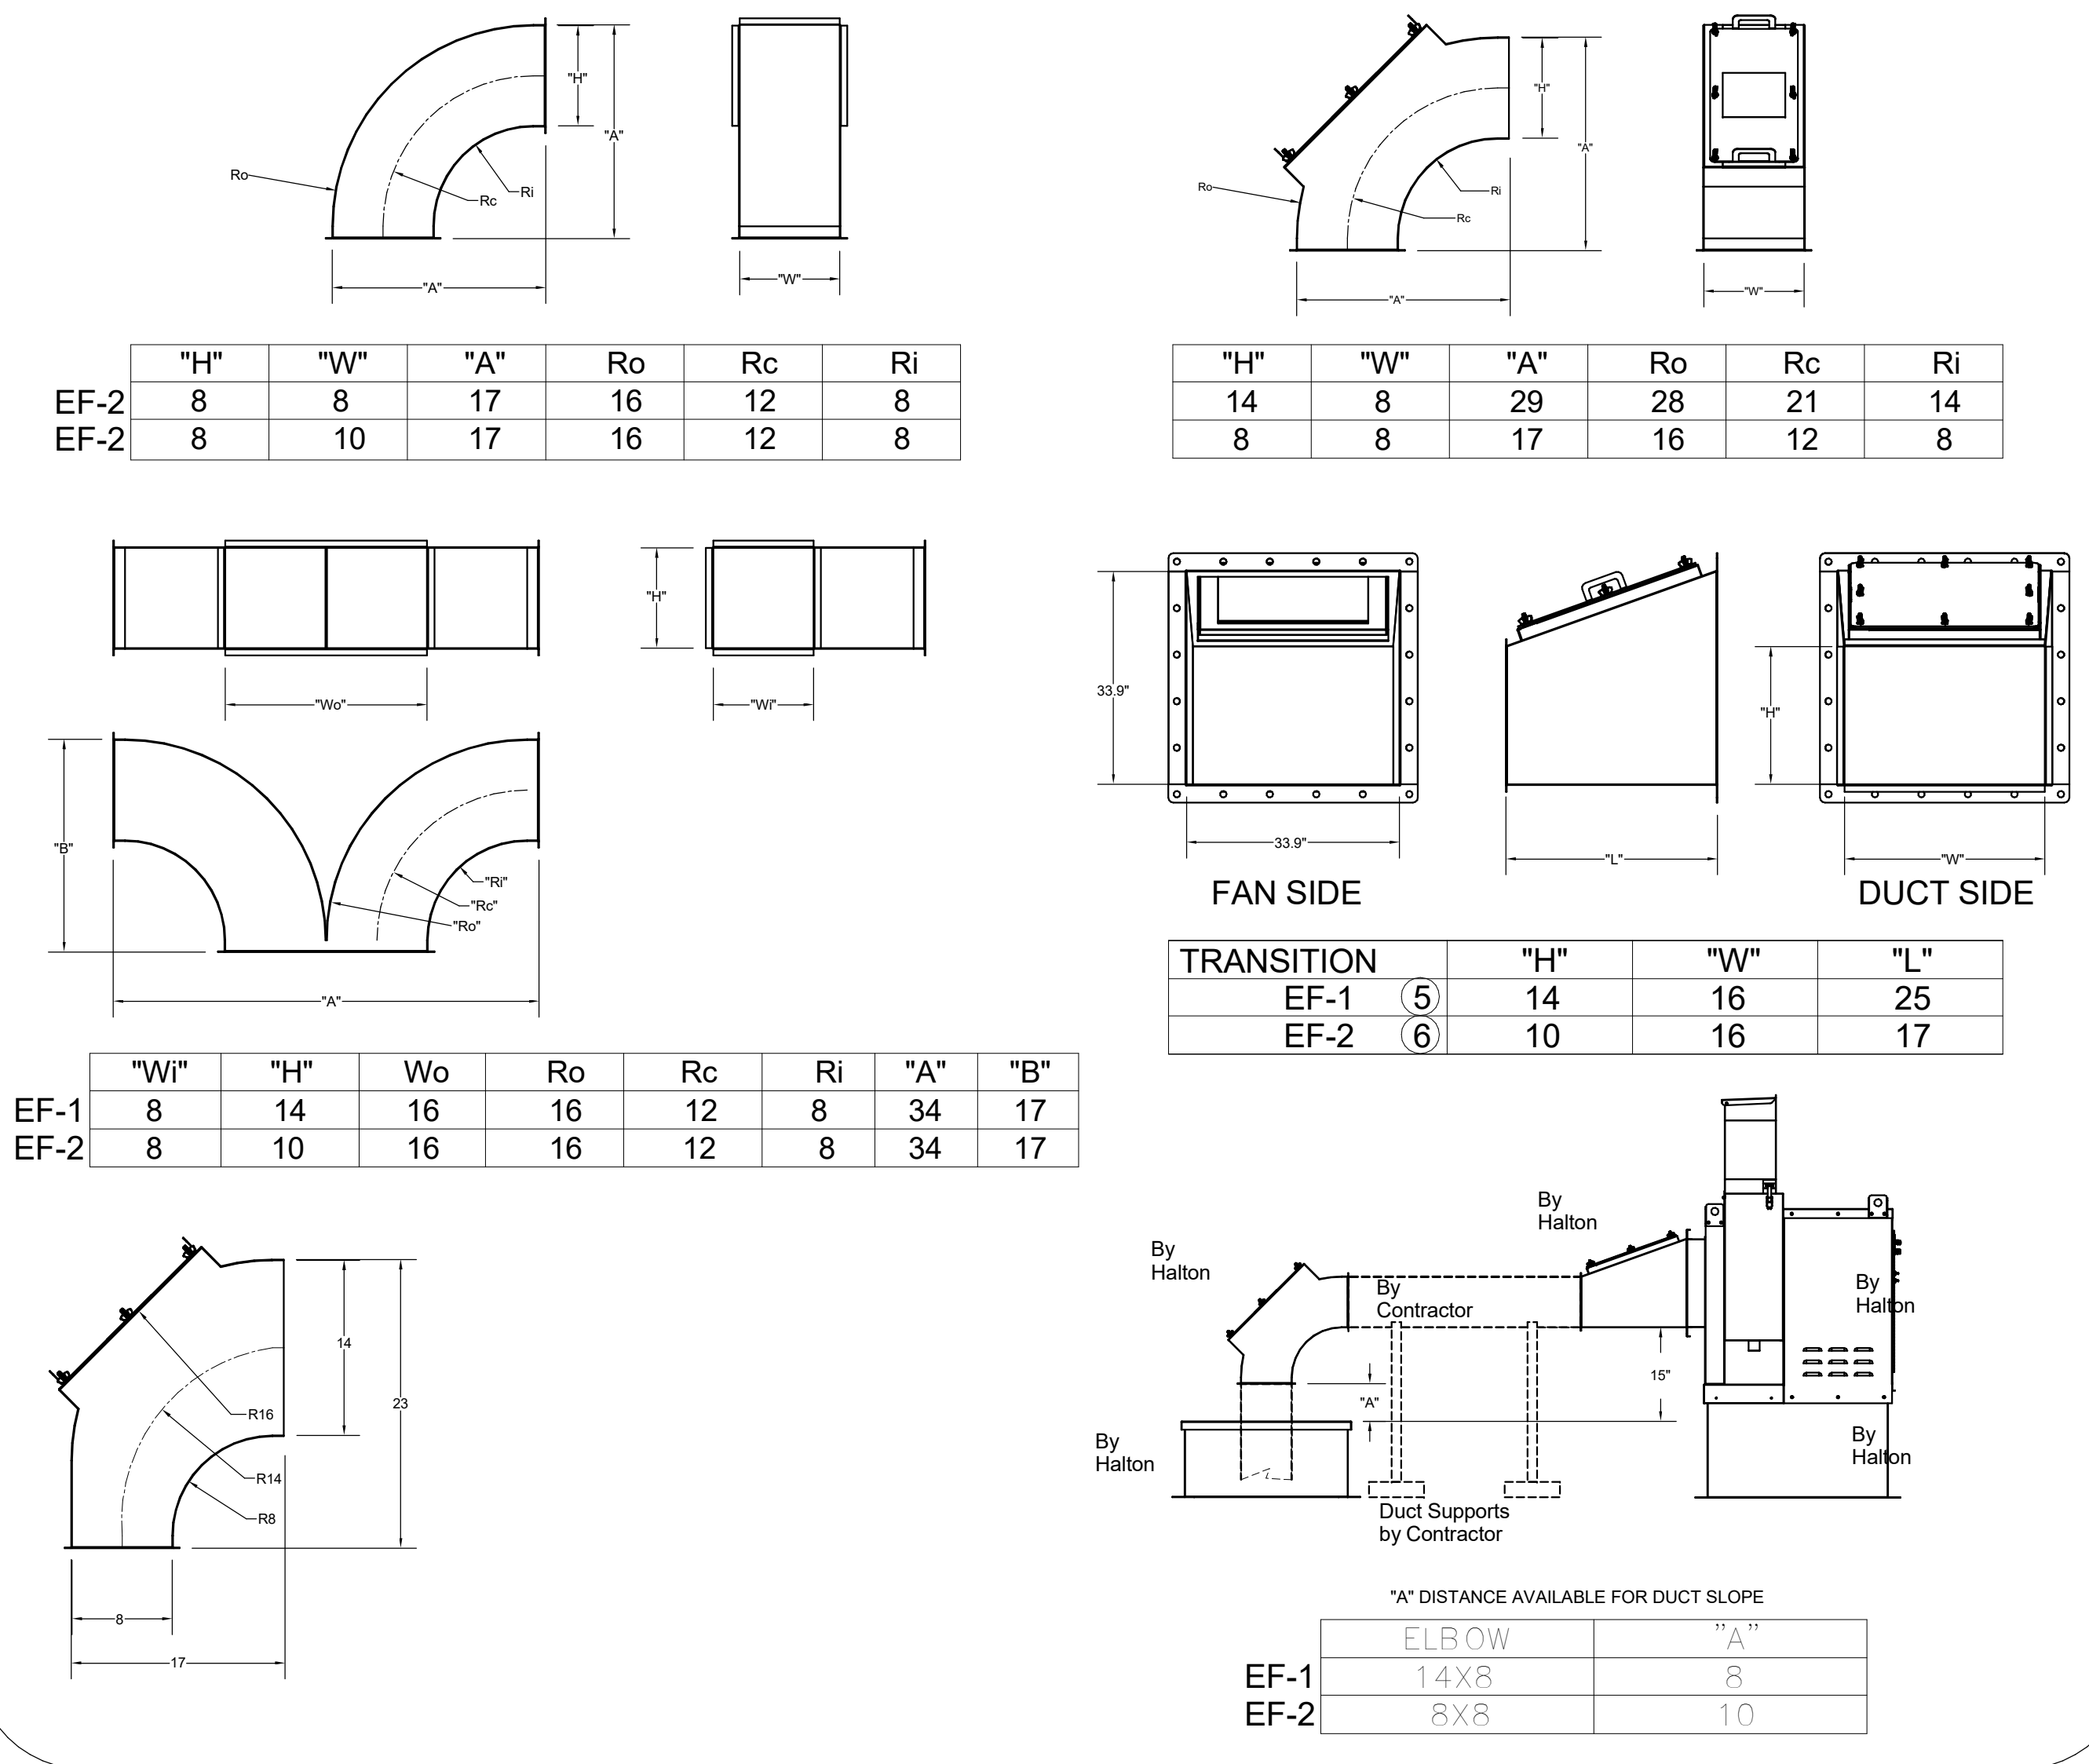 "H"
"A"
Ro
Ri
Rc
"A"
"W"
"H" "W" "A" Ro Rc Ri
EF-2 8 8 17 16 12 8
EF-2 8 10 17 16 12 8
"H"
"A"
Ro
Ri
Rc
"A"
"W"
"H" "W" "A" Ro Rc Ri
14 8 29 28 21 14
8 8 17 16 12 8
"H"
"Wo"
"Wi"
"B"
"Ri"
"Rc"
"Ro"
"A"
"Wi" "H" Wo Ro Rc Ri "A" "B"
EF-1 8 14 16 16 12 8 34 17
EF-2 8 10 16 16 12 8 34 17
33.9"
"H"
33.9"
"L"
"W"
FAN SIDE
DUCT SIDE
TRANSITION "H" "W" "L"
EF-1 5 14 16 25
EF-2 6 10 16 17
14
23
R16
R14
R8
8
17
By
Halton
By
Halton
By
Contractor
By
Halton
15"
"A"
By
Halton
By
Halton
Duct Supports
by Contractor
"A" DISTANCE AVAILABLE FOR DUCT SLOPE
ELBOW "A"
EF-1 14X8 8
EF-2 8X8 10